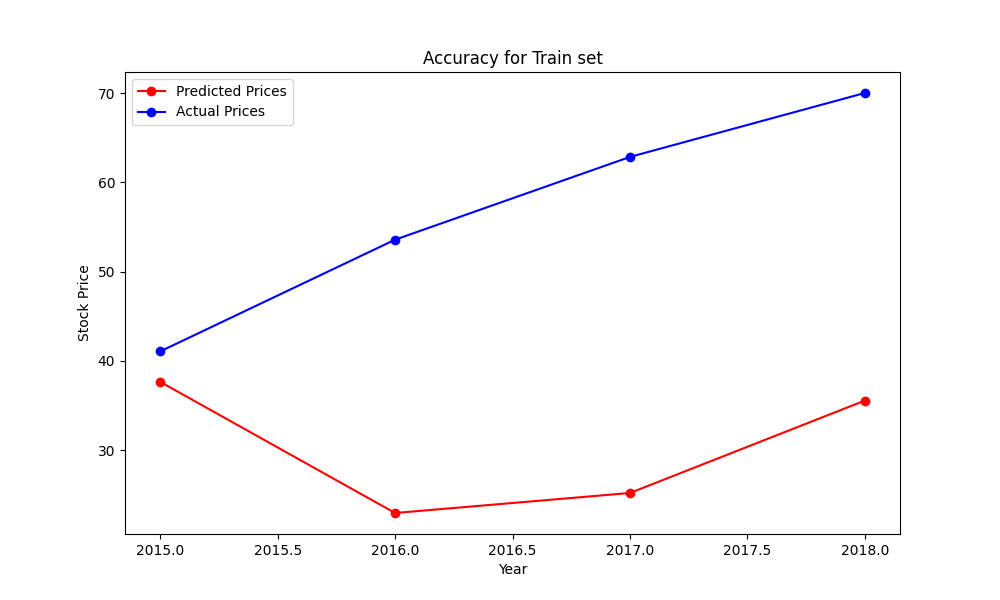 Accuracy for Train set
Predicted Prices
Actual Prices
70
60
50
40
30
Stock Price
2015.0 2015.5 2016.0 2016.5 2017.0 2017.5 2018.0
Year